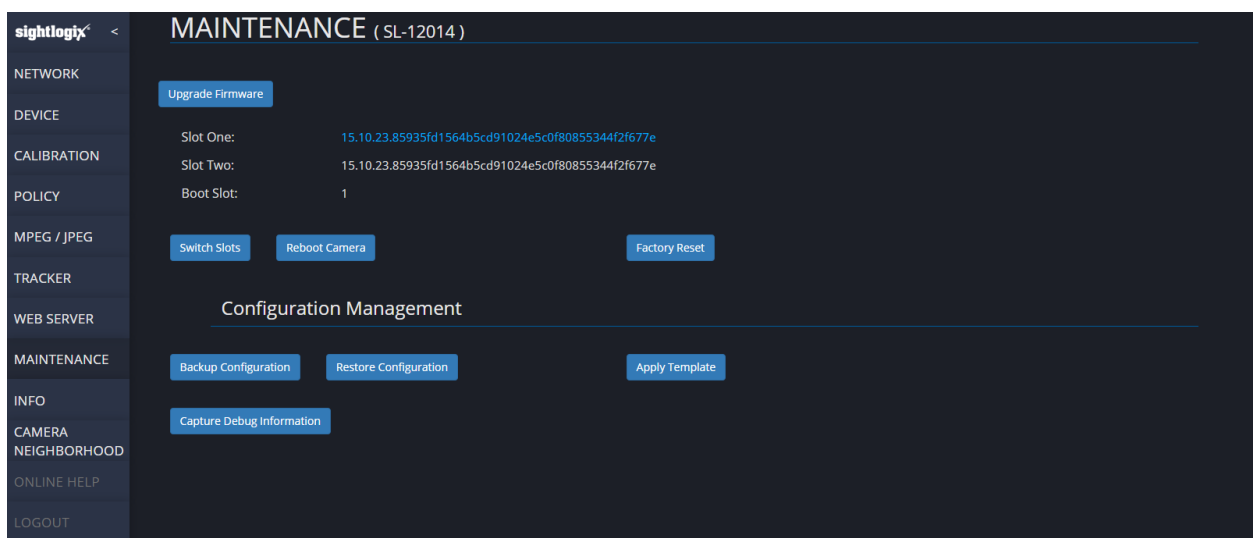 sightlogix <
NETWORK
DEVICE
CALIBRATION
POLICY
MPEG / JPEG
TRACKER
WEB SERVER
MAINTENANCE
INFO
CAMERA
NEIGHBORHOOD
ONLINE HELP
LOGOUT
MAINTENANCE ( SL-12014 )
Upgrade Firmware
Slot One: 15.10.23.85935fd1564b5cd91024e5c0f80855344f2f677e
Slot Two: 15.10.23.85935fd1564b5cd91024e5c0f80855344f2f677e
Boot Slot: 1
Switch Slots Reboot Camera Factory Reset
Configuration Management
Backup Configuration Restore Configuration Apply Template
Capture Debug Information